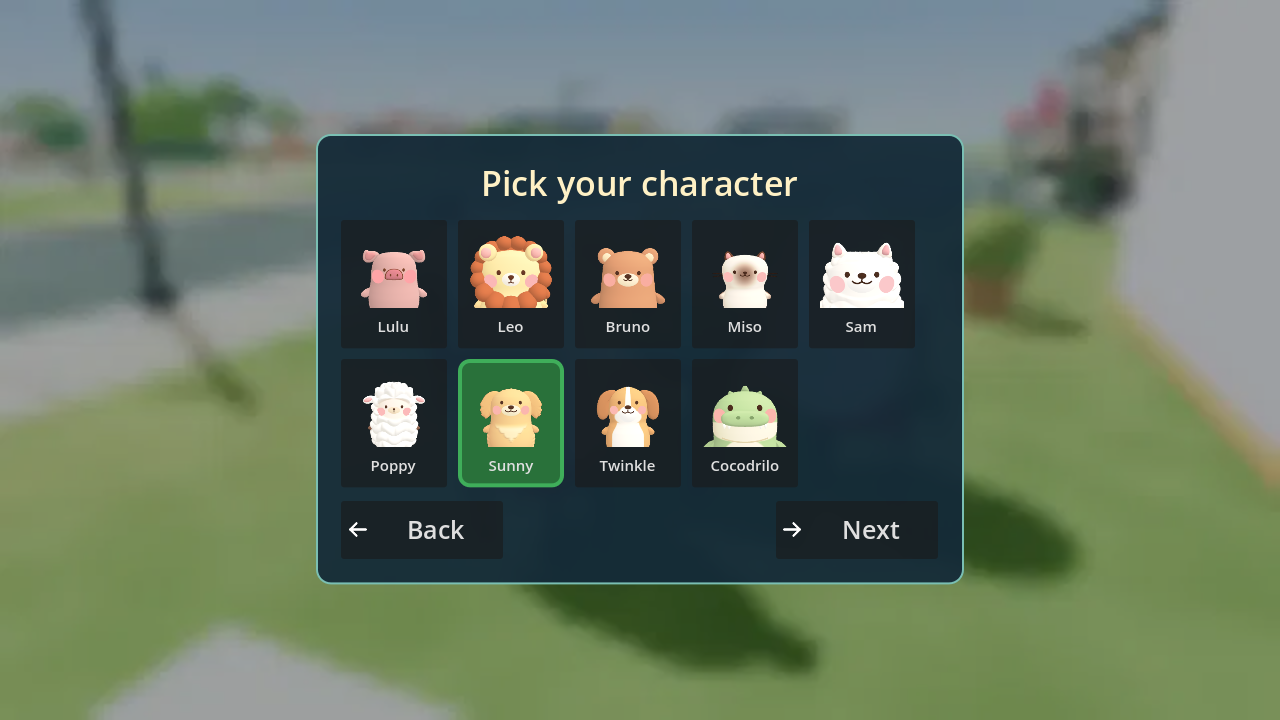 Pick your character
Lulu
Leo
Bruno
Miso
Sam
Poppy
Sunny
Twinkle
Cocodrilo
Back
Next